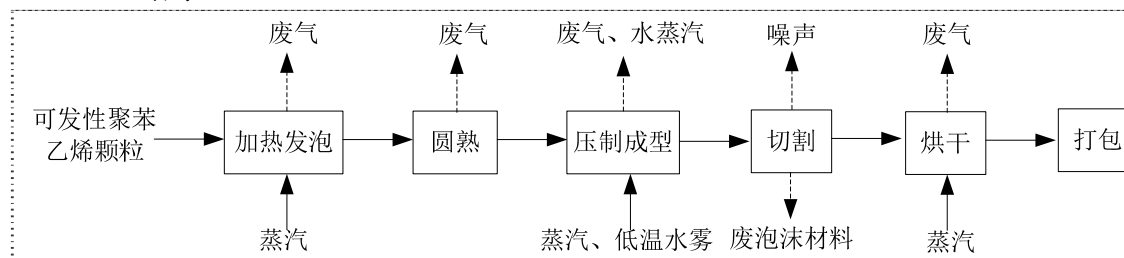 废气
废气
废气、水蒸汽
噪声
废气
可发性聚苯
乙烯颗粒
加热发泡
圆熟
压制成型
切割
烘干
打包
蒸汽
蒸汽、低温水雾
废泡沫材料
蒸汽